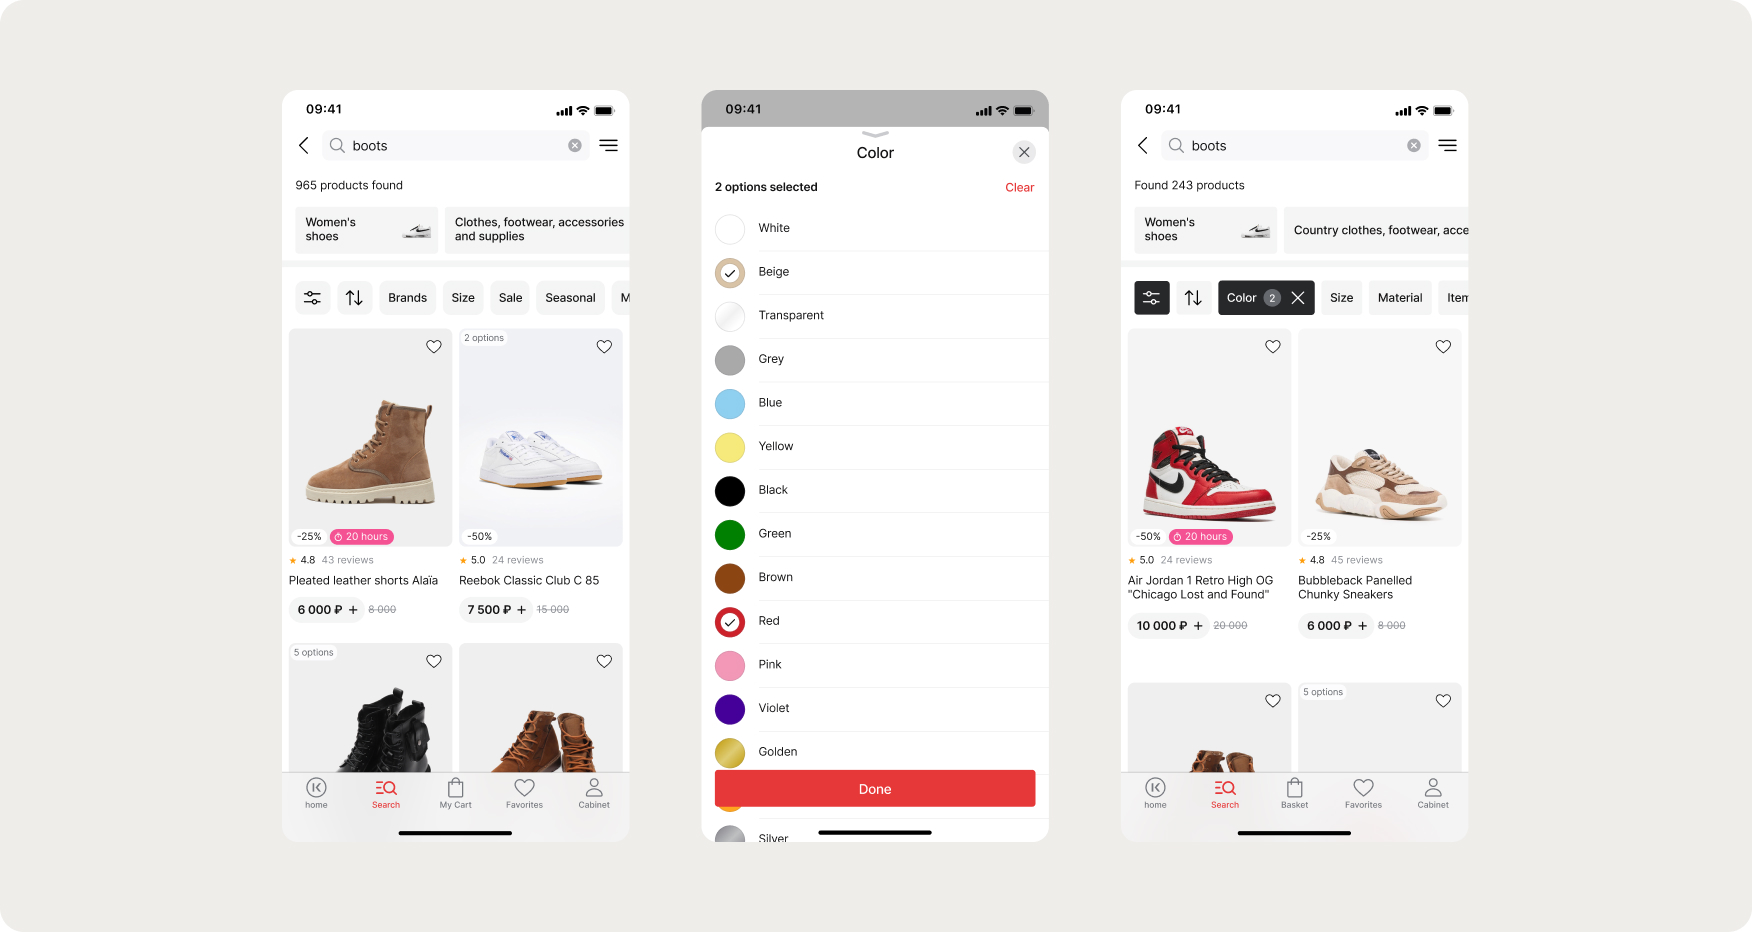 09:41
boots
965 products found
Women's
shoes
Clothes, footwear, accessories
and supplies
Brands
Size
Sale
Seasonal
M
2 options
-25%
20 hours
-50%
4.8 43 reviews
5.0 24 reviews
Pleated leather shorts Alaïa
Reebok Classic Club C 85
6 000 ₽ + 8 000
7 500 ₽ + 15 000
5 options
home
Search
My Cart
Favorites
Cabinet
09:41
Color
2 options selected
Clear
White
Beige
Transparent
Grey
Blue
Yellow
Black
Green
Brown
Red
Pink
Violet
Golden
Done
Silver
09:41
boots
Found 243 products
Women's
shoes
Country clothes, footwear, acce
Color 2
Size
Material
Item
-50%
20 hours
-25%
5.0 24 reviews
4.8 45 reviews
Air Jordan 1 Retro High OG
"Chicago Lost and Found"
Bubbleback Panelled
Chunky Sneakers
10 000 ₽ + 20 000
6 000 ₽ + 8 000
5 options
home
Search
Basket
Favorites
Cabinet